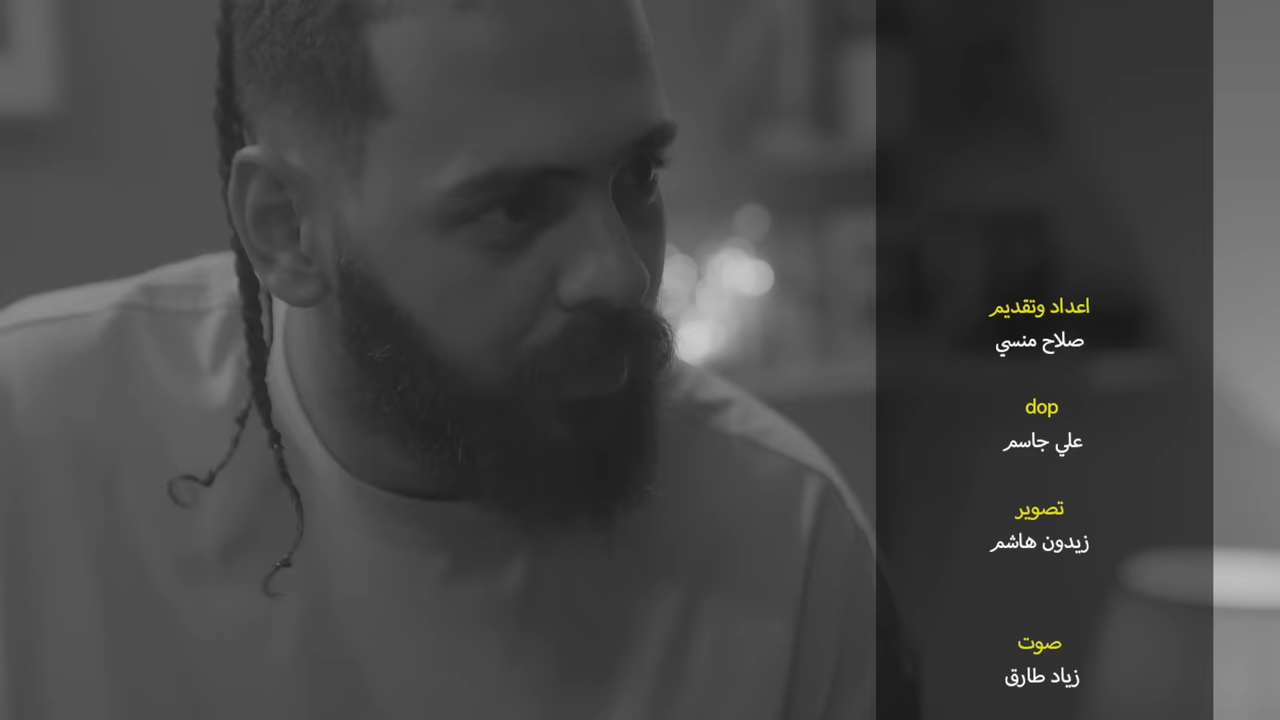 اعداد وتقديم
صلاح منسي
dop
علي جاسم
تصوير
زيدون هاشم
صوت
زياد طارق